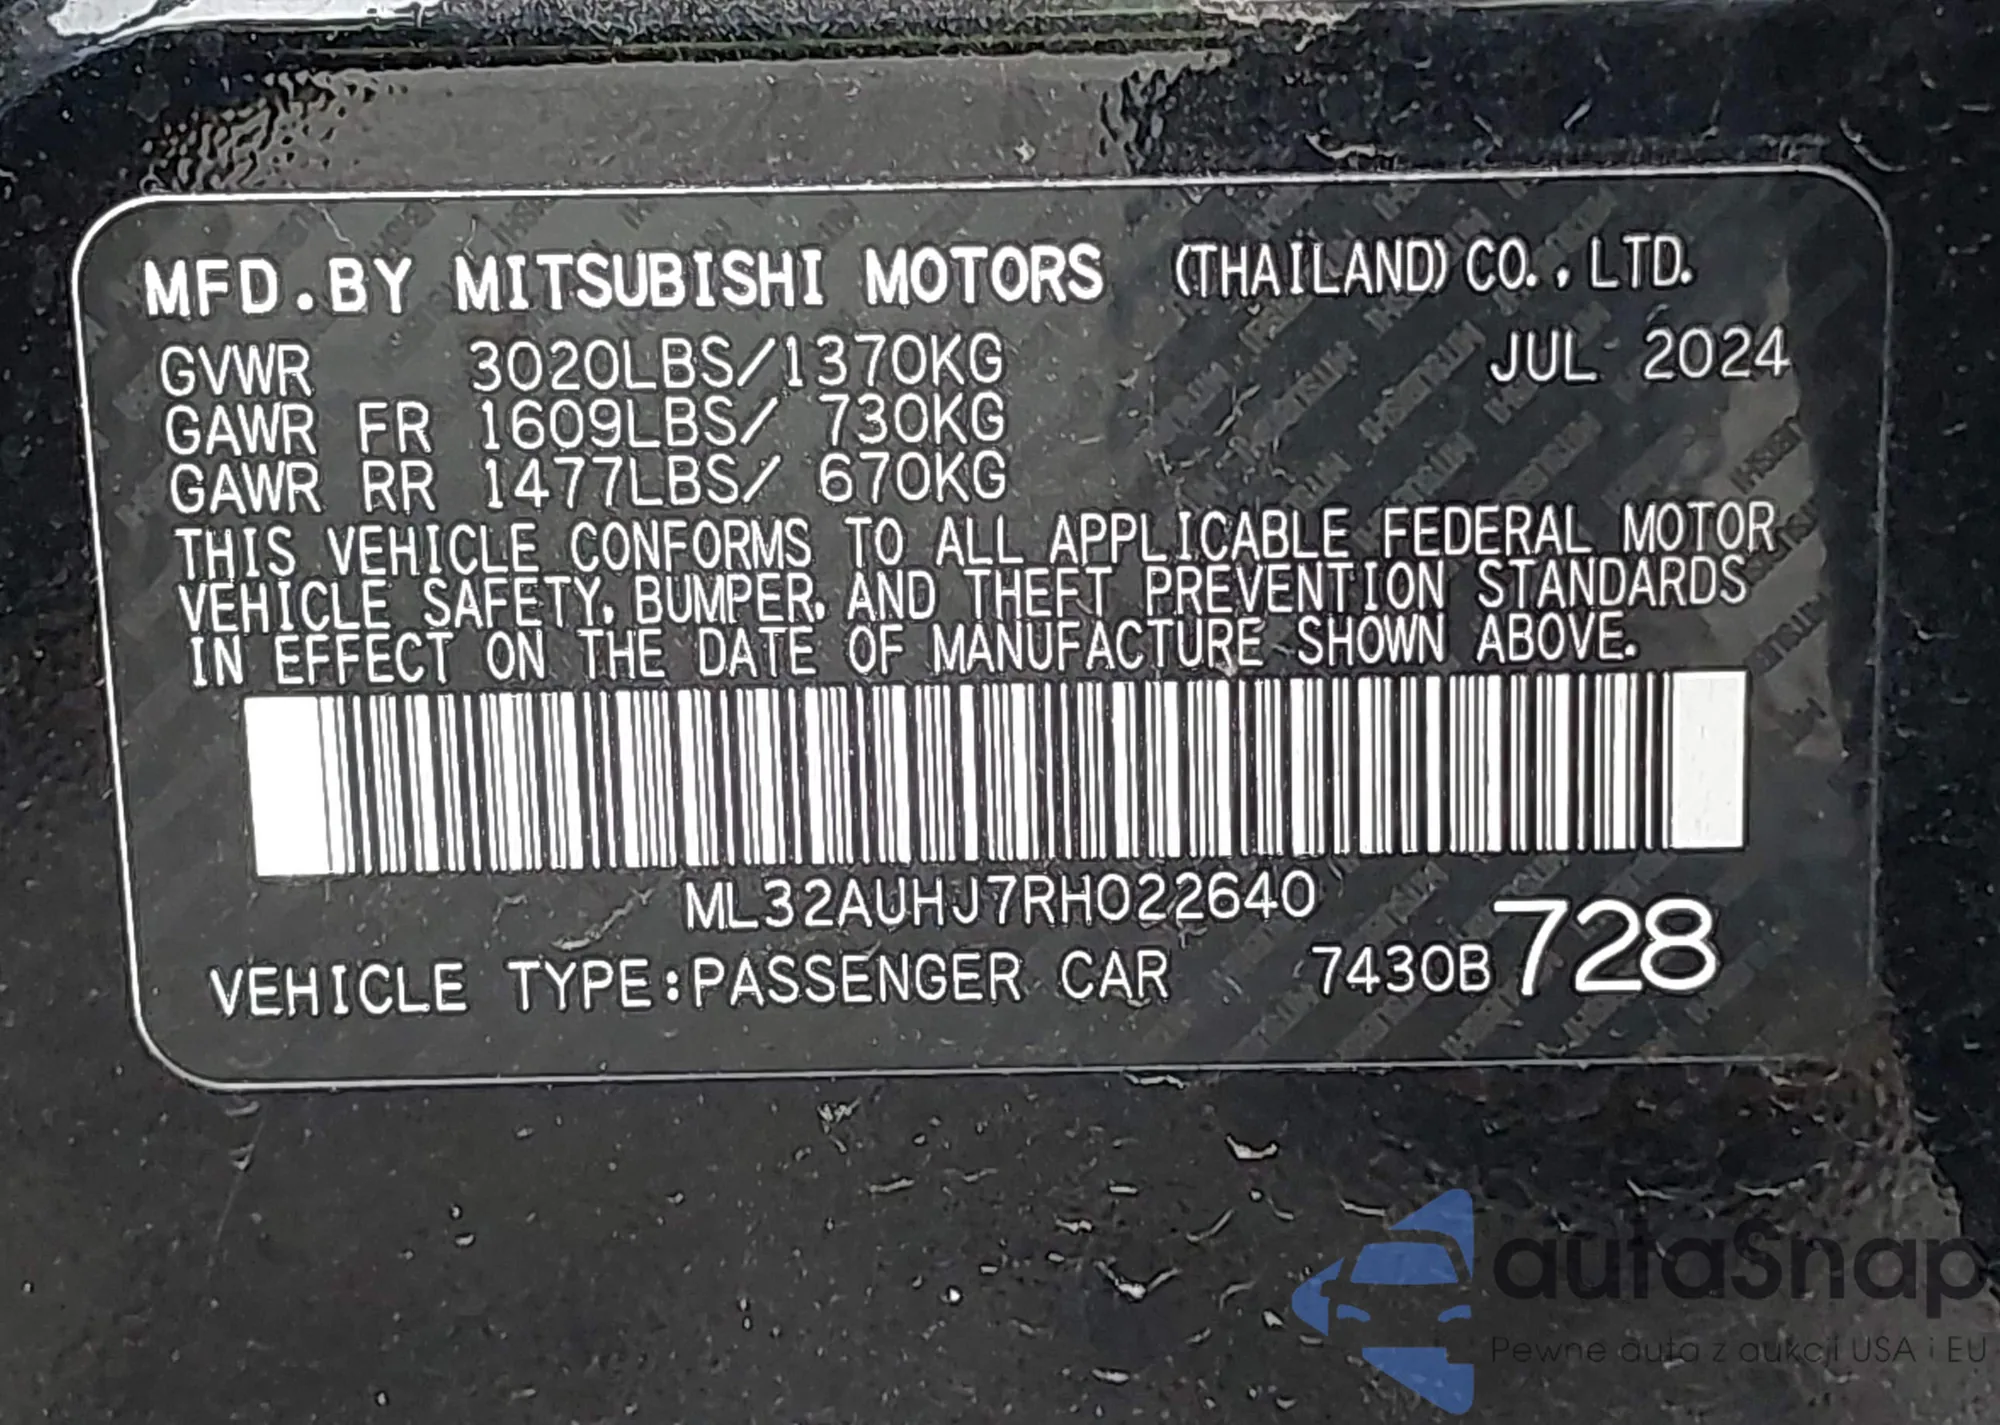 MFD.BY MITSUBISHI MOTORS (THAILAND) CO., LTD.
GVWR 3020LBS/1370KG JUL 2024
GAWR FR 1609LBS/ 730KG
GAWR RR 1477LBS/ 670KG
THIS VEHICLE CONFORMS TO ALL APPLICABLE FEDERAL MOTOR
VEHICLE SAFETY, BUMPER, AND THEFT PREVENTION STANDARDS
IN EFFECT ON THE DATE OF MANUFACTURE SHOWN ABOVE.
ML32AUHJ7RH022640
VEHICLE TYPE:PASSENGER CAR 7430B 728
autaSnap
Pewne auta z aukcji USA i EU